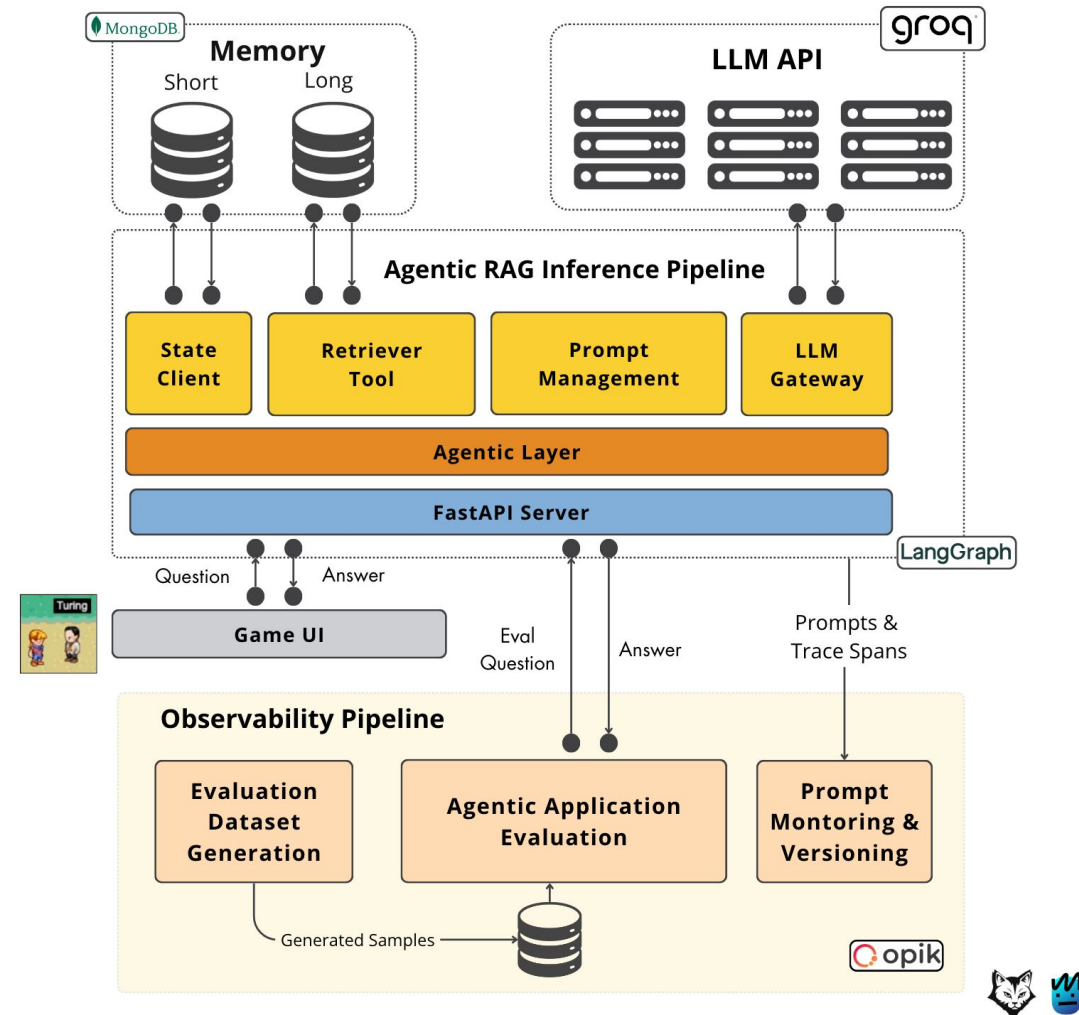 MongoDB.
Memory
Short
Long
groq
LLM API
Agentic RAG Inference Pipeline
State
Client
Retriever
Tool
Prompt
Management
LLM
Gateway
Agentic Layer
FastAPI Server
LangGraph
Question
Answer
Turing
Game UI
Eval
Question
Answer
Prompts &
Trace Spans
Observability Pipeline
Evaluation
Dataset
Generation
Agentic Application
Evaluation
Prompt
Montoring &
Versioning
Generated Samples
opik